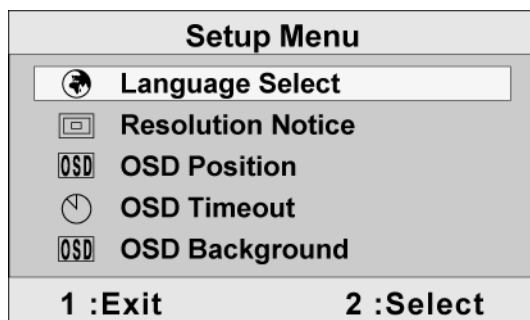 Setup Menu
Language Select
Resolution Notice
OSD OSD Position
OSD Timeout
OSD OSD Background
1 :Exit 2 :Select